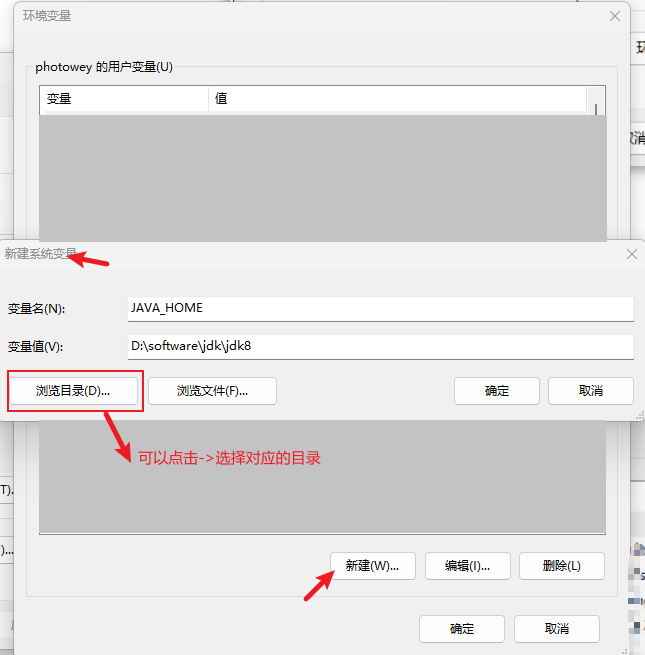 环境变量
photowey 的用户变量(U)
变量 值
新建系统变量
变量名(N): JAVA_HOME
变量值(V): D:\software\jdk\jdk8
浏览目录(D)... 浏览文件(F)... 确定 取消
可以点击->选择对应的目录
T).
)...
新建(W)... 编辑(I)... 删除(L)
确定 取消